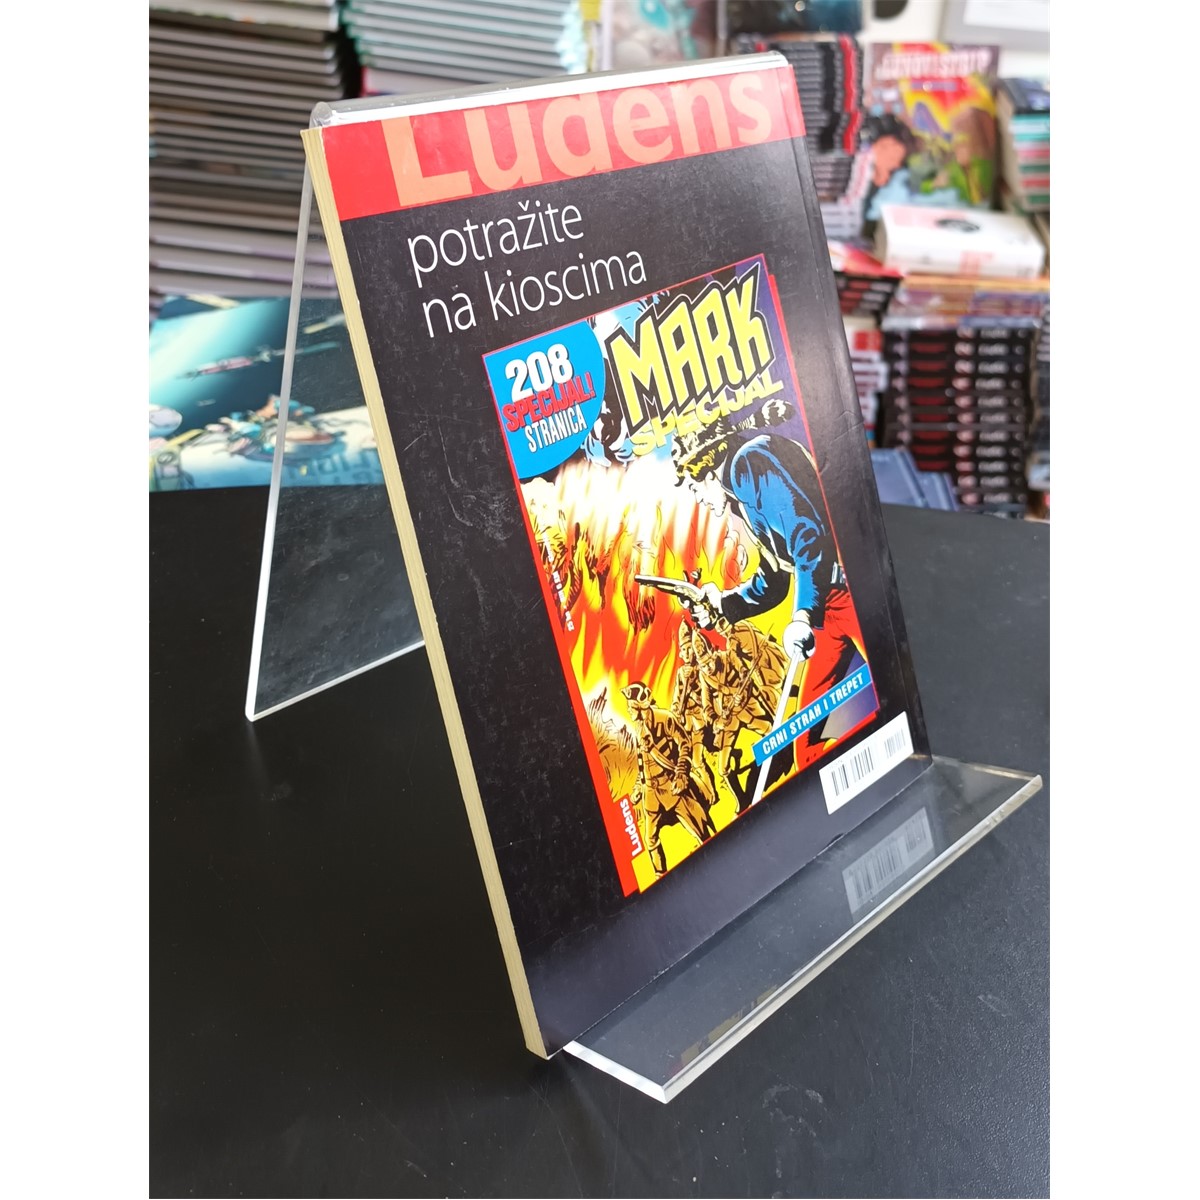 Ludens
potražite
na kioscima
208
SPECIJAL!
STRANICA
MARK
SPECIJAL
CRNI STRAH I TREPET
Ludens